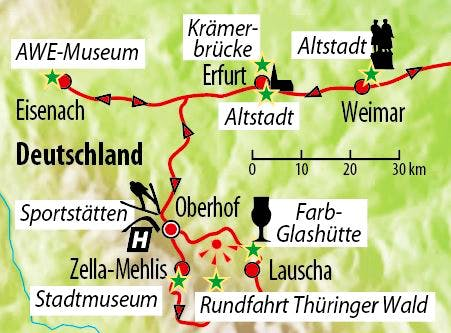 Krämer-
brücke
Altstadt
AWE-Museum
Erfurt
Eisenach
Altstadt
Weimar
Deutschland
0 10 20 30 km
Sportstätten
Oberhof
Farb-
Glashütte
H
Zella-Mehlis
Lauscha
Stadtmuseum
Rundfahrt Thüringer Wald